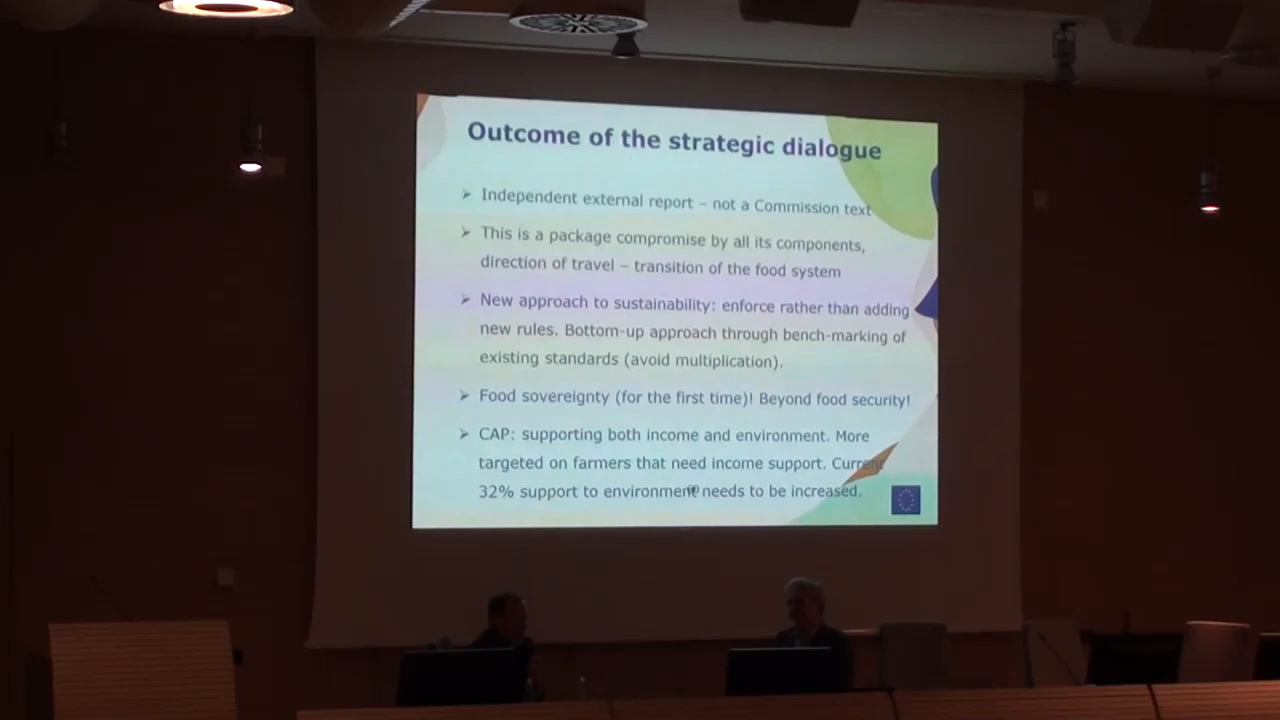 Outcome of the strategic dialogue
➢ Independent external report – not a Commission text
➢ This is a package compromise by all its components,
direction of travel – transition of the food system
➢ New approach to sustainability: enforce rather than adding
new rules. Bottom-up approach through bench-marking of
existing standards (avoid multiplication).
➢ Food sovereignty (for the first time)! Beyond food security!
➢ CAP: supporting both income and environment. More
targeted on farmers that need income support. Current
32% support to environment needs to be increased.